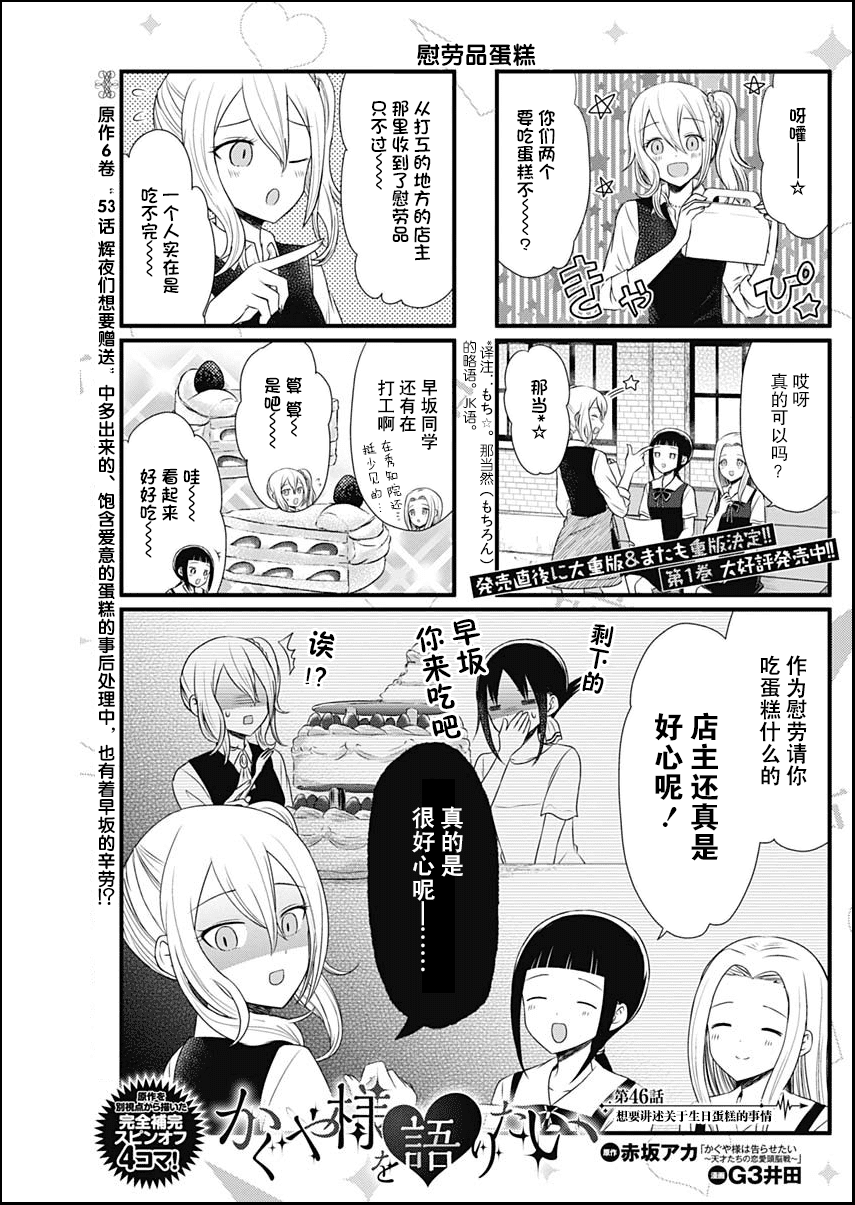 慰劳品蛋糕
呀嚯——☆
你们两个
要吃蛋糕不～～～？
きゃぴ
从打互的地方的店主
那里收到了慰劳品
只不过～～～
一个人实在是
吃不完～～～
哎呀
真的可以吗？
那当*☆
*译注：もち☆。那当然（もちろん）
的略语。JK语。
発売直後に大重版&またも重版決定!!
第1巻 大好評発売中!!
早坂同学
还有在
打工啊
在秀知院还…
挺少见的…
算算
是吧～～～
哇～～～
看起来
好好吃～～～
作为慰劳请你
吃蛋糕什么的
店主还真是
好心呢！
剩下的
早坂
你来吃吧
诶!?
真的是
很好心呢——……
原作6卷“53话 辉夜们想要赠送”中多出来的、饱含爱意的蛋糕的事后处理中，也有着早坂的辛劳!?
原作を
別視点から描いた
完全補完
スピンオフ
4コマ!
かぐや様を語りたい
第46話
想要讲述关于生日蛋糕的事情
原作 赤坂アカ「かぐや様は告らせたい
～天才たちの恋愛頭脳戦～」
漫画 G3井田